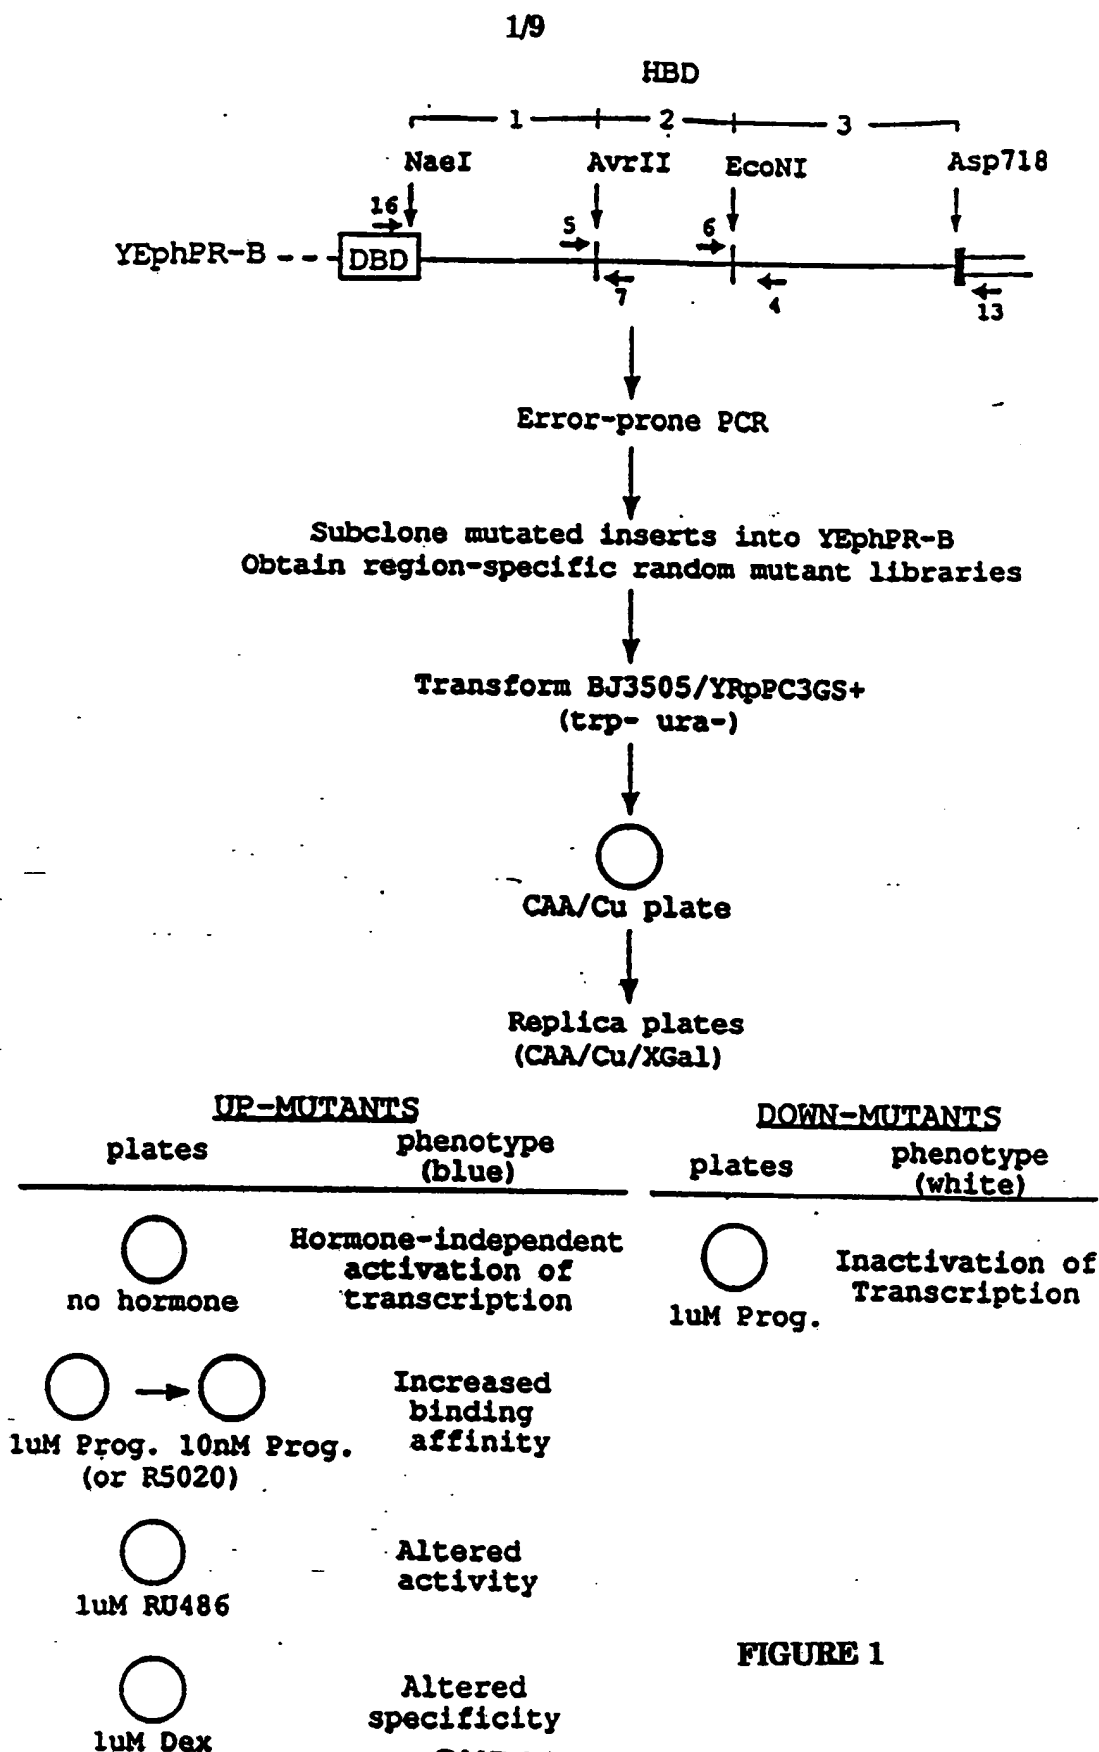 1/9
HBD
1 2 3
NaeI AvrII EcoNI Asp718
16 5 6
YEphPR-B DBD
7 4 13
Error-prone PCR
Subclone mutated inserts into YEphPR-B
Obtain region-specific random mutant libraries
Transform BJ3505/YRpPC3GS+
(trp- ura-)
CAA/Cu plate
Replica plates
(CAA/Cu/XGal)
UP-MUTANTS
plates phenotype
(blue)
no hormone
Hormone-independent
activation of
transcription
1uM Prog. 10nM Prog.
(or R5020)
Increased
binding
affinity
1uM RU486
Altered
activity
1uM Dex
Altered
specificity
DOWN-MUTANTS
plates phenotype
(white)
1uM Prog.
Inactivation of
Transcription
FIGURE 1